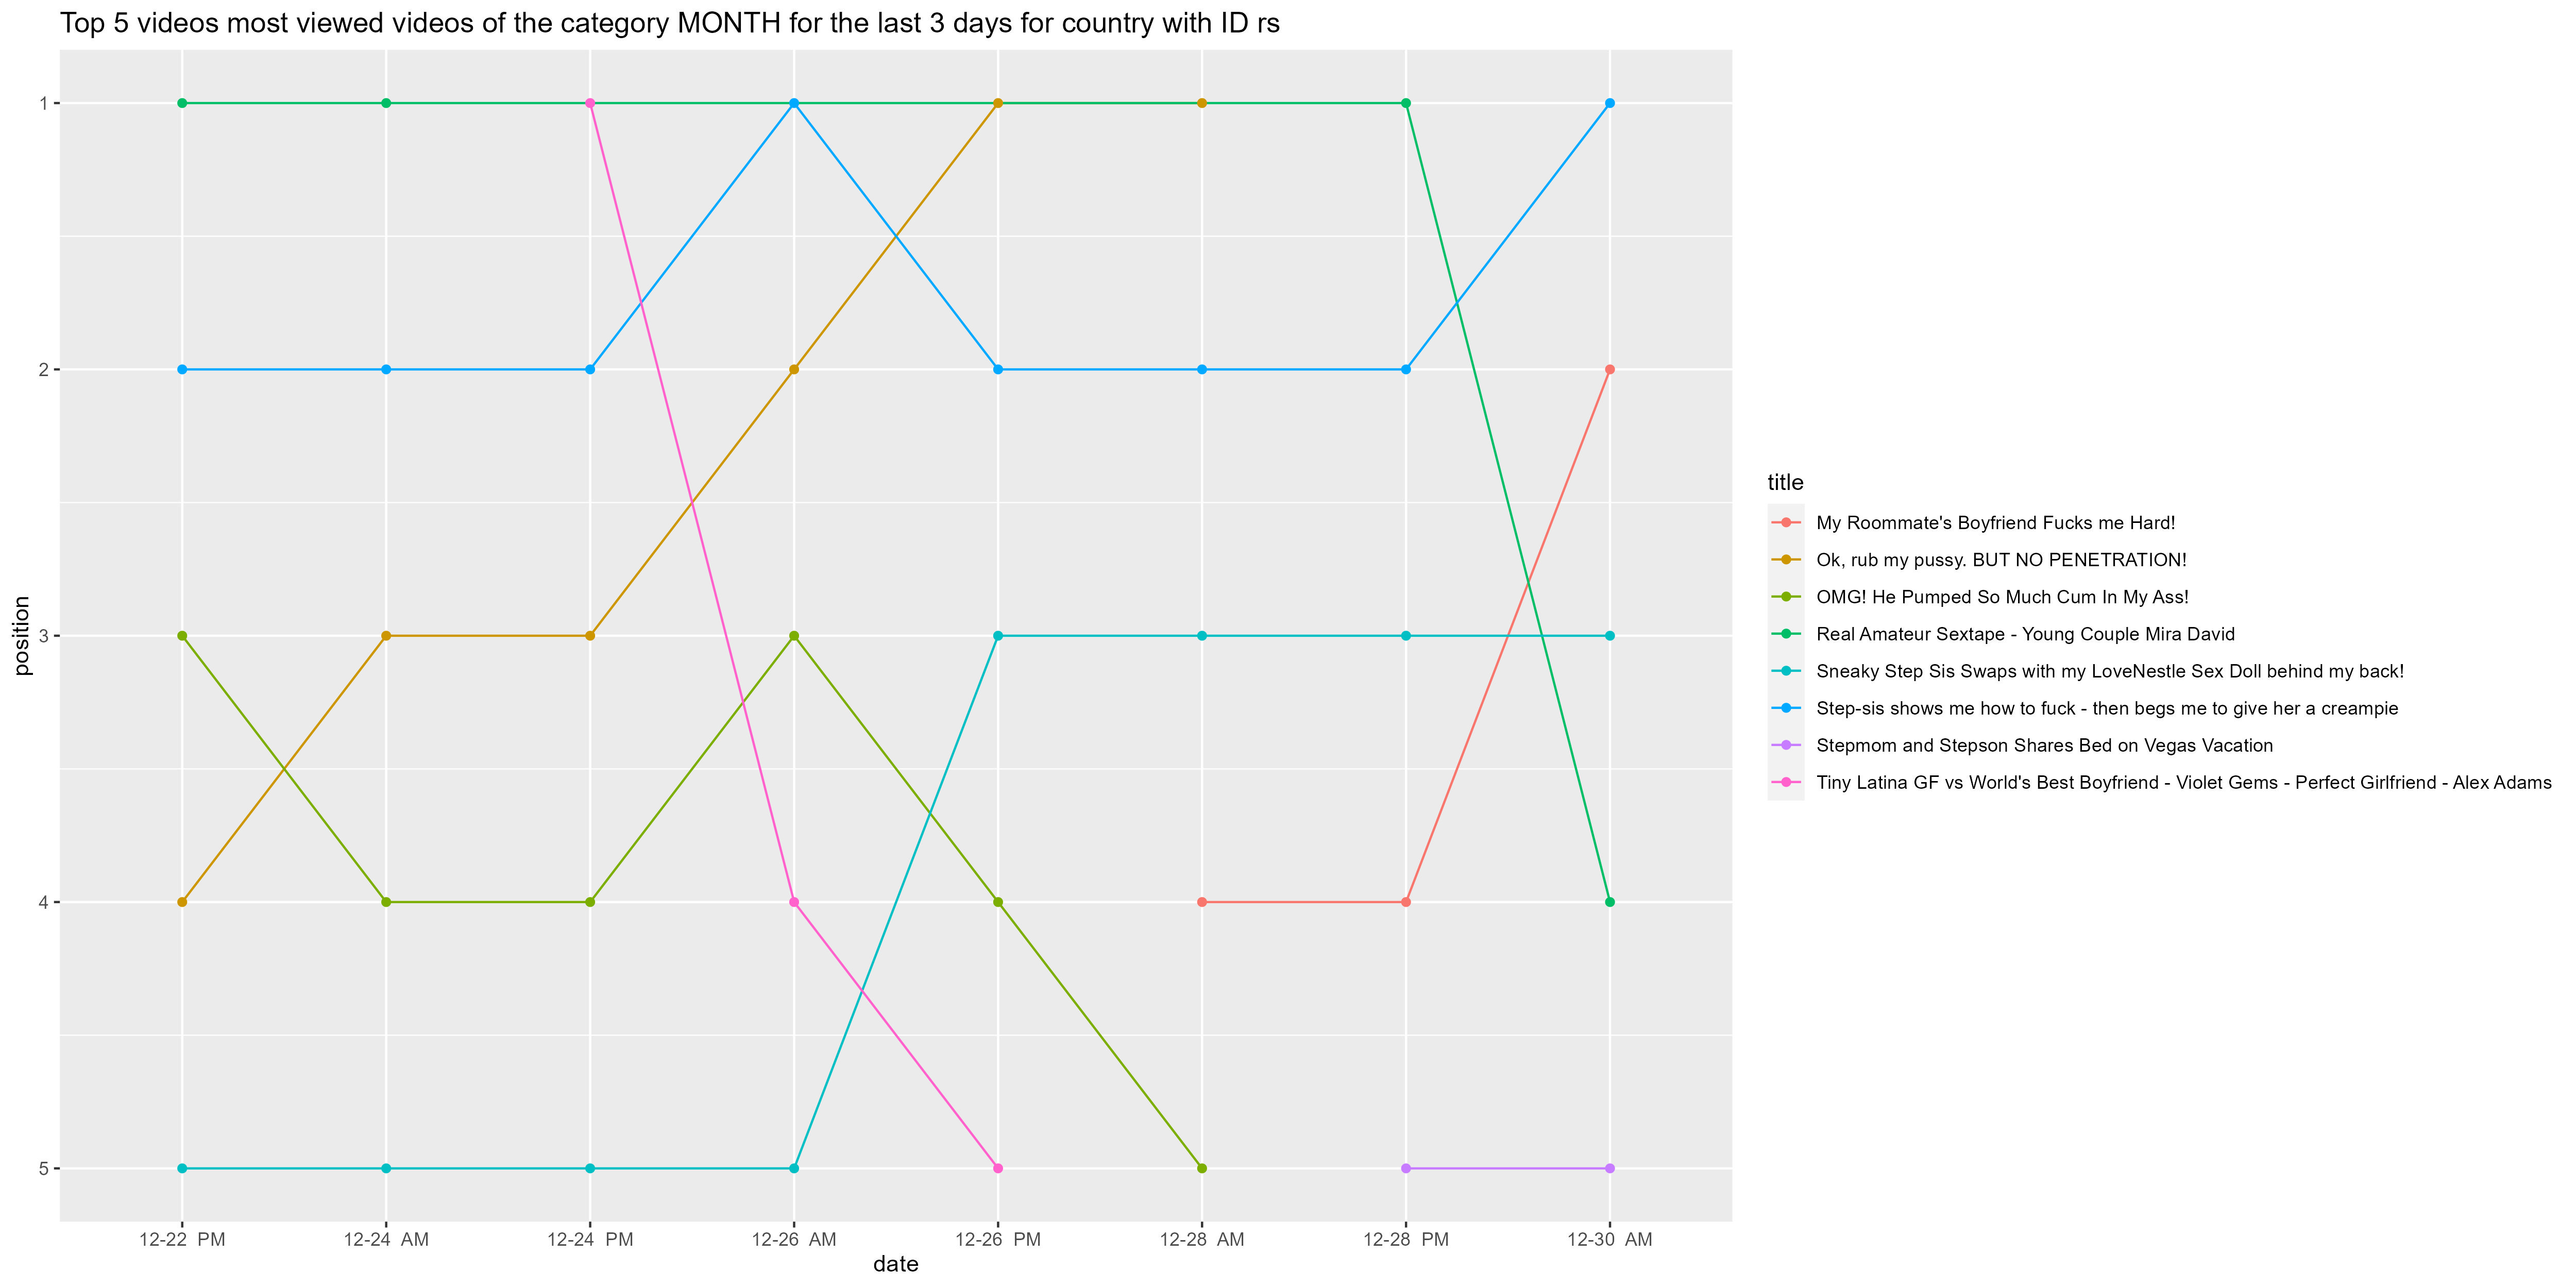 Top 5 videos most viewed videos of the category MONTH for the last 3 days for country with ID rs
position
1
2
3
4
5
12-22 PM
12-24 AM
12-24 PM
12-26 AM
12-26 PM
12-28 AM
12-28 PM
12-30 AM
date
title
My Roommate's Boyfriend Fucks me Hard!
Ok, rub my pussy. BUT NO PENETRATION!
OMG! He Pumped So Much Cum In My Ass!
Real Amateur Sextape - Young Couple Mira David
Sneaky Step Sis Swaps with my LoveNestle Sex Doll behind my back!
Step-sis shows me how to fuck - then begs me to give her a creampie
Stepmom and Stepson Shares Bed on Vegas Vacation
Tiny Latina GF vs World's Best Boyfriend - Violet Gems - Perfect Girlfriend - Alex Adams